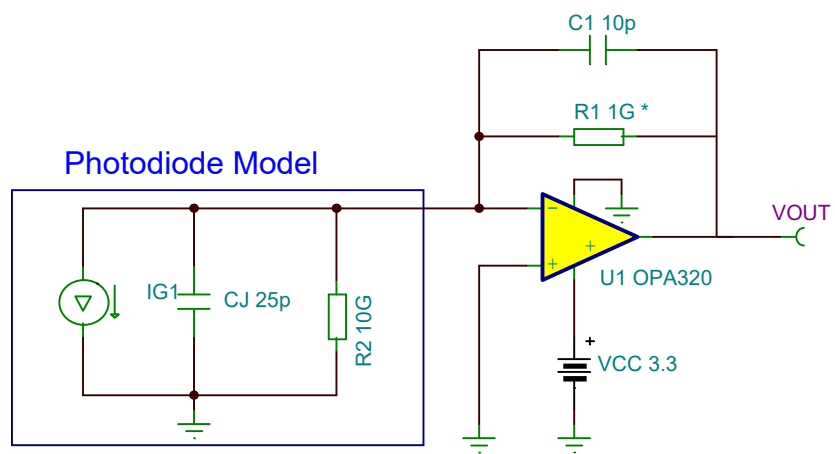 C1 10p
R1 1G *
Photodiode Model
VOUT
U1 OPA320
IG1
CJ 25p
R2 10G
+
VCC 3.3